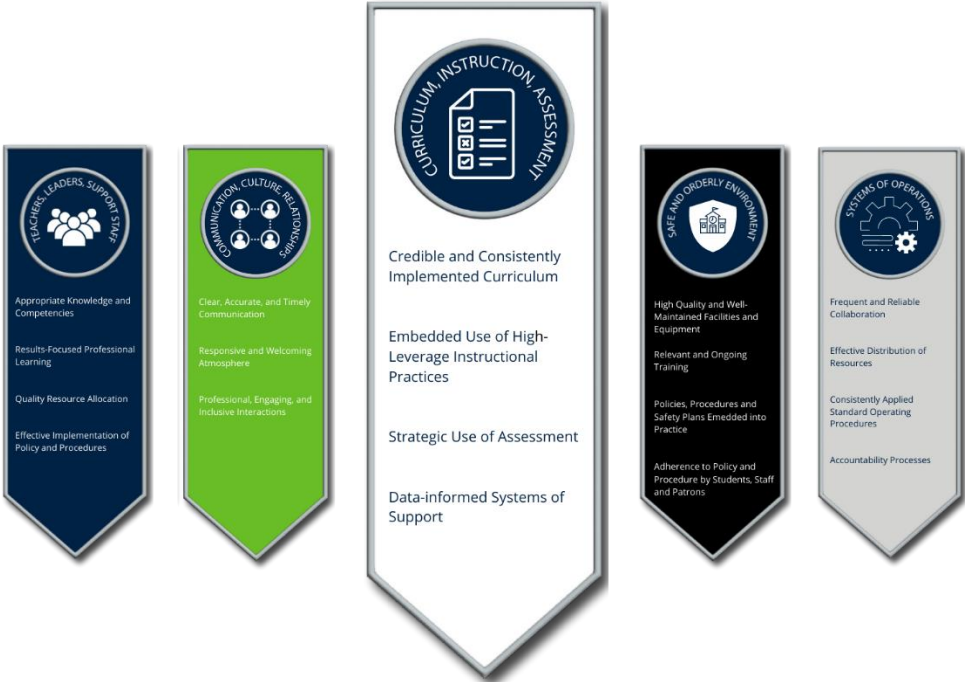 TEACHERS, LEADERS, SUPPORT STAFF
Appropriate Knowledge and
Competencies
Results-Focused Professional
Learning
Quality Resource Allocation
Effective Implementation of
Policy and Procedures
COMMUNICATION, CULTURE RELATIONSHIPS
Clear, Accurate, and Timely
Communication
Responsive and Welcoming
Atmosphere
Professional, Engaging, and
Inclusive Interactions
CURRICULUM, INSTRUCTION, ASSESSMENT
Credible and Consistently
Implemented Curriculum
Embedded Use of High-
Leverage Instructional
Practices
Strategic Use of Assessment
Data-informed Systems of
Support
SAFE AND ORDERLY ENVIRONMENT
High Quality and Well-
Maintained Facilities and
Equipment
Relevant and Ongoing
Training
Policies, Procedures and
Safety Plans Emedded into
Practice
Adherence to Policy and
Procedure by Students, Staff
and Patrons
SYSTEMS OF OPERATIONS
Frequent and Reliable
Collaboration
Effective Distribution of
Resources
Consistently Applied
Standard Operating
Procedures
Accountability Processes